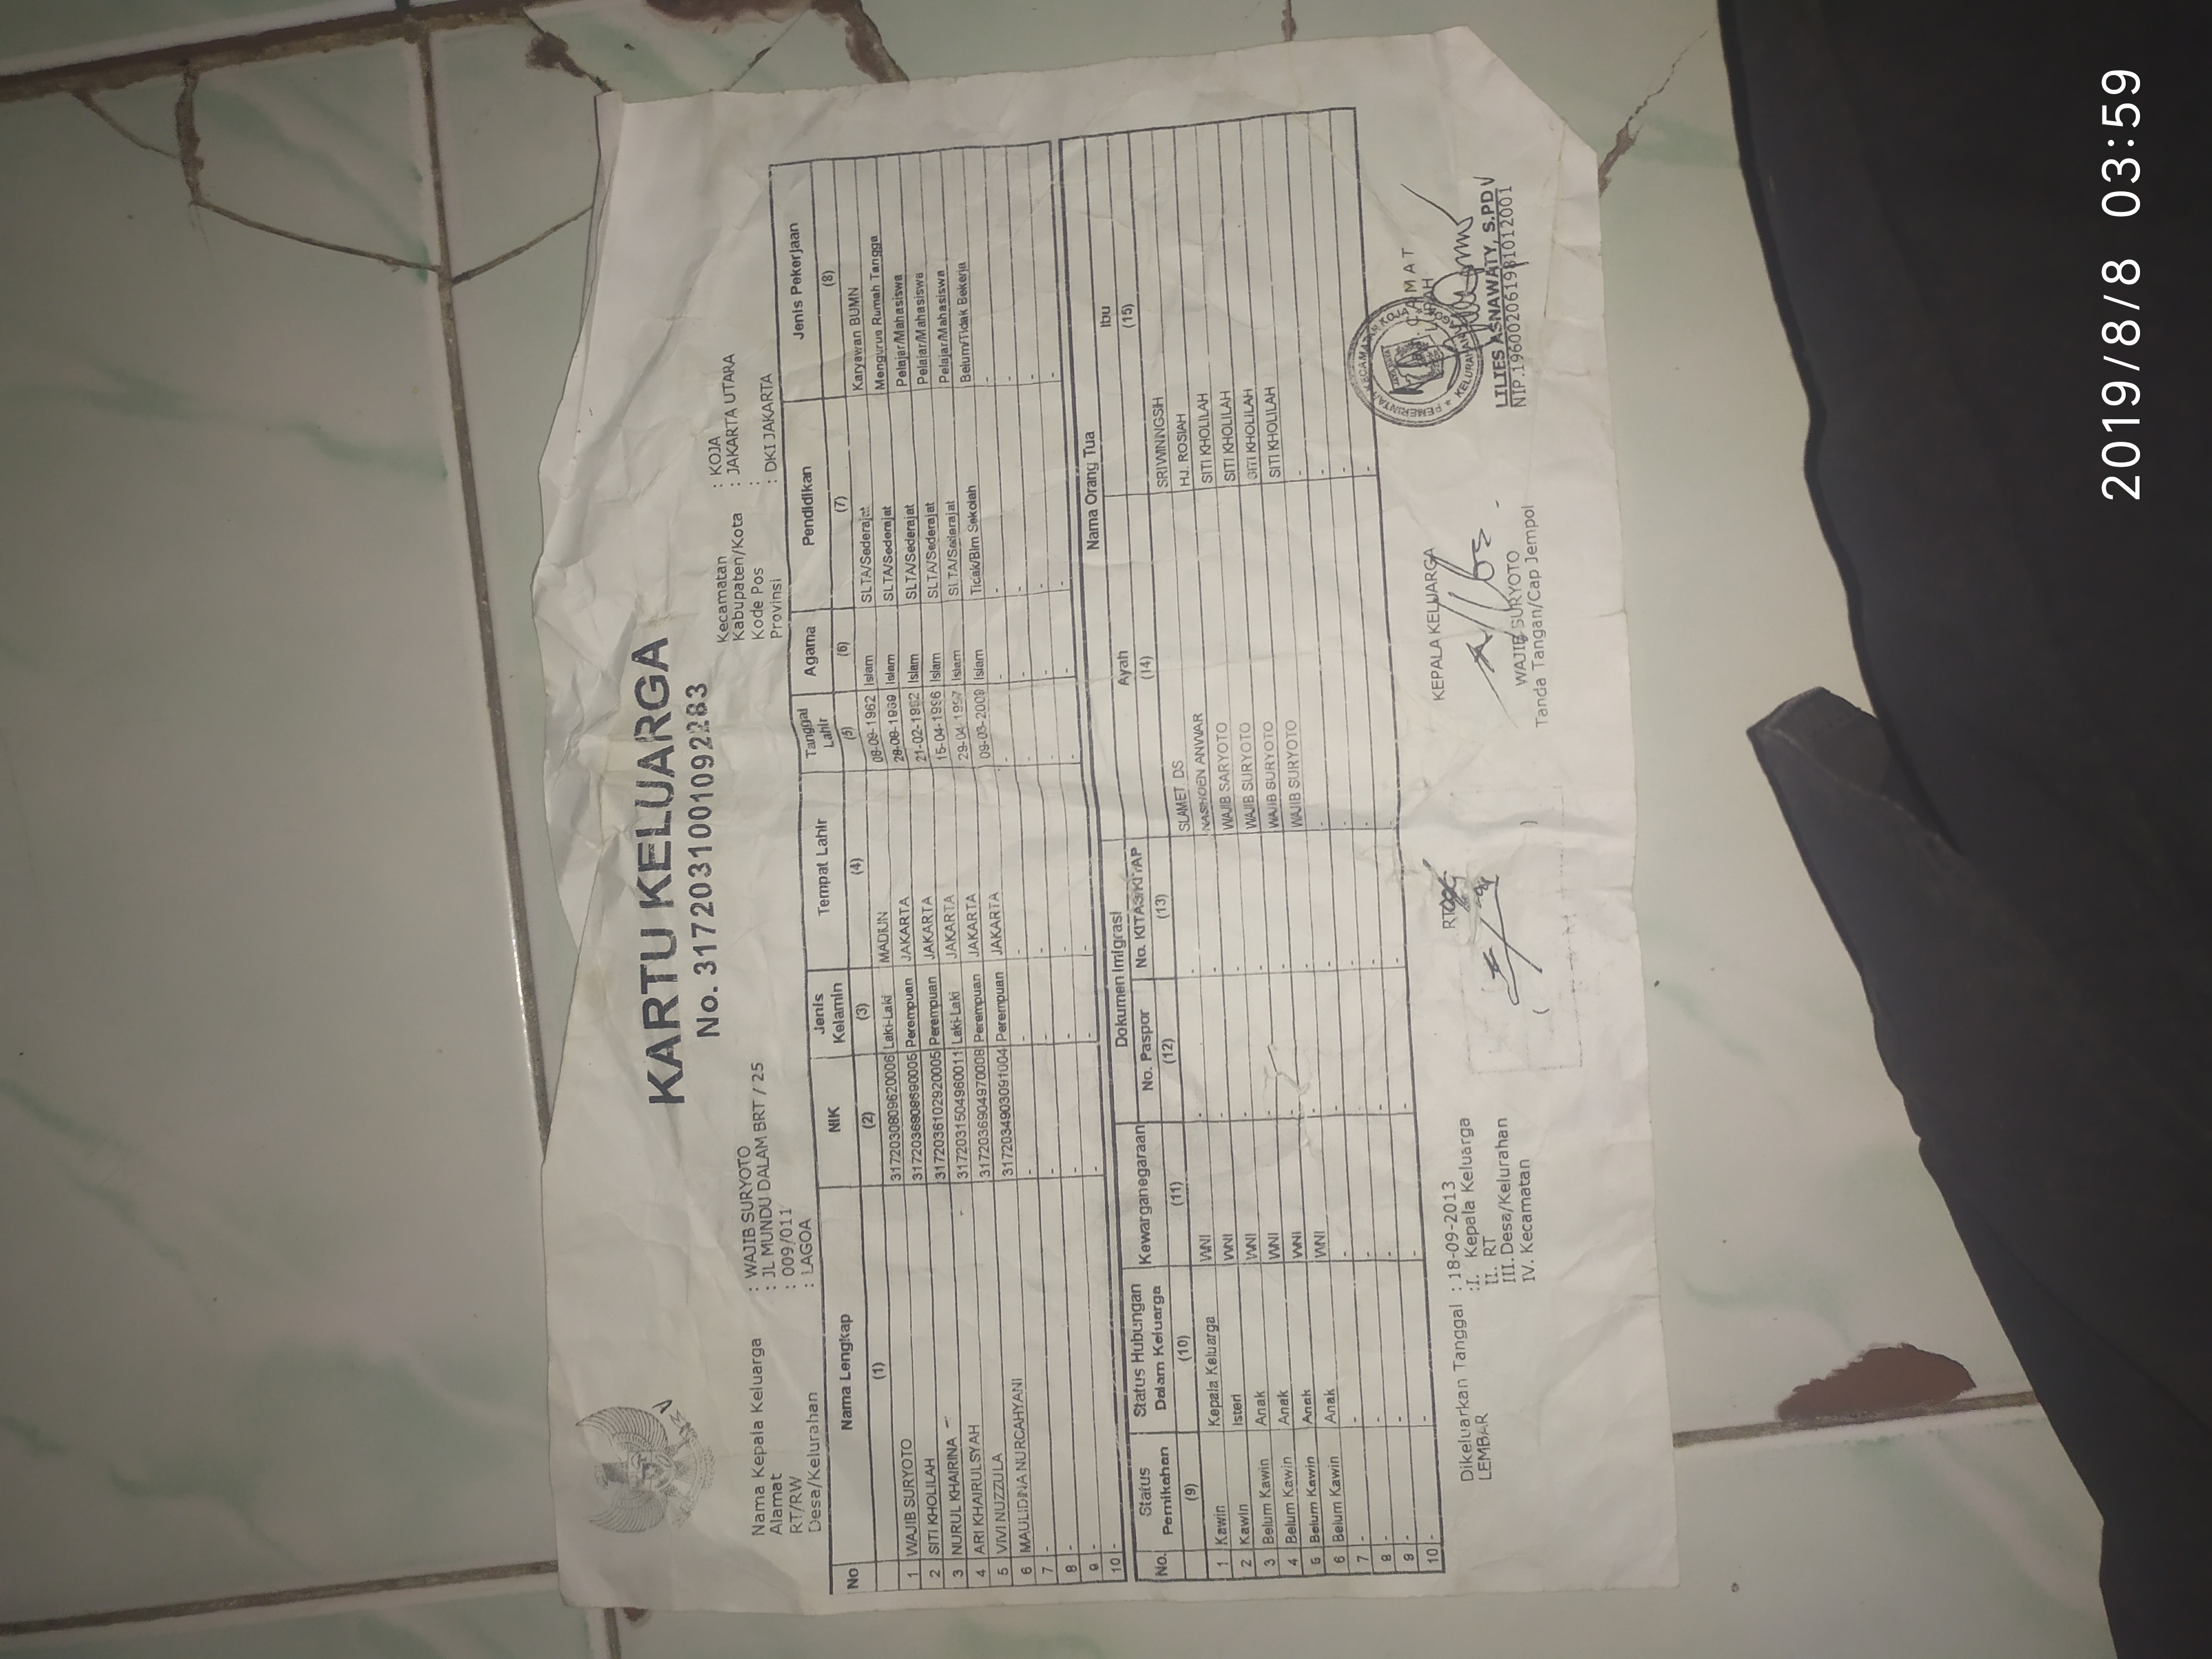 KARTU KELUARGA
No. 3172031001092283
Nama Kepala Keluarga : WAJIB SURYOTO
Alamat : JL MUNDU DALAM BRT / 25
RT/RW : 009/011
Desa/Kelurahan : LAGOA
Kecamatan : KOJA
Kabupaten/Kota : JAKARTA UTARA
Kode Pos :
Provinsi : DKI JAKARTA
No Nama Lengkap NIK Jenis Kelamin Tempat Lahir Tanggal Lahir Agama Pendidikan Jenis Pekerjaan
(1) (2) (3) (4) (5) (6) (7) (8)
1 WAJIB SURYOTO 3172030809620006 Laki-Laki MADIUN 08-09-1962 Islam SLTA/Sederajat Karyawan BUMN
2 SITI KHOLILAH Perempuan JAKARTA Islam SLTA/Sederajat Mengurus Rumah Tangga
3 NURUL KHAIRINA 3172036102920005 Perempuan JAKARTA 21-02-1992 Islam SLTA/Sederajat Pelajar/Mahasiswa
4 ARI KHAIRULSYAH 3172031504960011 Laki-Laki JAKARTA 15-04-1996 Islam SLTA/Sederajat Pelajar/Mahasiswa
5 VIVI NUZZULA 3172036904970008 Perempuan JAKARTA 29-04-1997 Islam SLTA/Sederajat Pelajar/Mahasiswa
6 MAULIDINA NURCAHYANI 3172034903091004 Perempuan JAKARTA Islam Tidak/Blm Sekolah Belum/Tidak Bekerja
7 - - - - - - - -
8 - - - - - - - -
9 - - - - - - - -
10 - - - - - - - -
No. Status Pernikahan Status Hubungan Dalam Keluarga Kewarganegaraan Dokumen Imigrasi Nama Orang Tua
No. Paspor No. KITAS/KITAP Ayah Ibu
(9) (10) (11) (12) (13) (14) (15)
1 Kawin Kepala Keluarga WNI - - SLAMET DS SRIWININGSIH
2 Kawin Isteri WNI - - NASHOEN ANWAR HJ. ROSIAH
3 Belum Kawin Anak WNI - - WAJIB SARYOTO SITI KHOLILAH
4 Belum Kawin Anak WNI - - WAJIB SURYOTO SITI KHOLILAH
5 Belum Kawin Anak WNI - - WAJIB SURYOTO SITI KHOLILAH
6 Belum Kawin Anak WNI - - WAJIB SURYOTO SITI KHOLILAH
7 - - - - - - -
8 - - - - - - -
9 - - - - - - -
10 - - - - - - -
Dikeluarkan Tanggal : 18-09-2013
LEMBAR :I. Kepala Keluarga
II. RT
III. Desa/Kelurahan
IV. Kecamatan
RT
( )
KEPALA KELUARGA
WAJIB SURYOTO
Tanda Tangan/Cap Jempol
CAMAT
LURAH
PEMERINTAH KECAMATAN KOJA
KELURAHAN LAGOA
LILIES ASNAWATY, S.PD
NIP.196002061981012001
2019/8/8 03:59